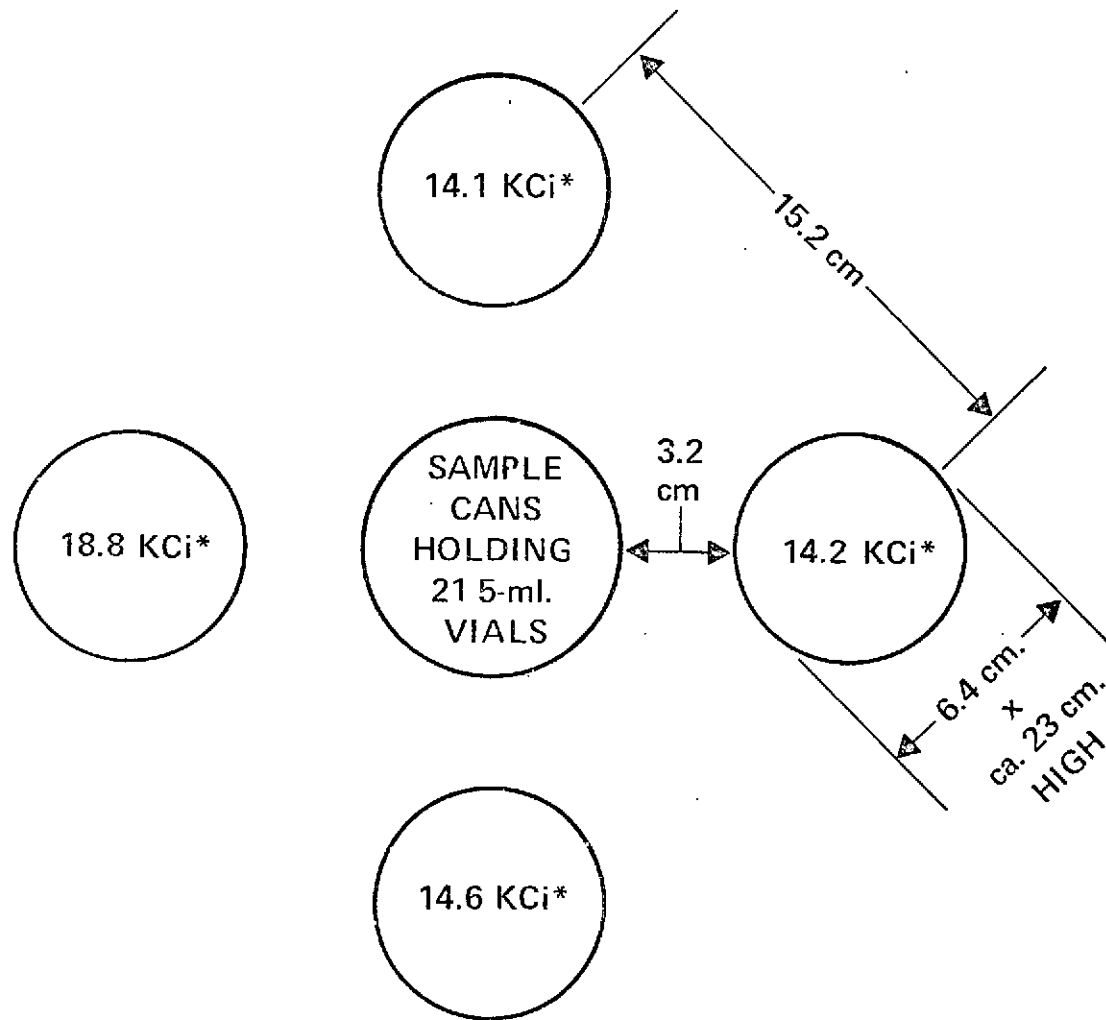 14.1 KCi*
15.2 cm
SAMPLE
CANS
HOLDING
21 5-ml.
VIALS
3.2
cm
18.8 KCi*
14.2 KCi*
6.4 cm.
x
ca. 23 cm.
HIGH
14.6 KCi*